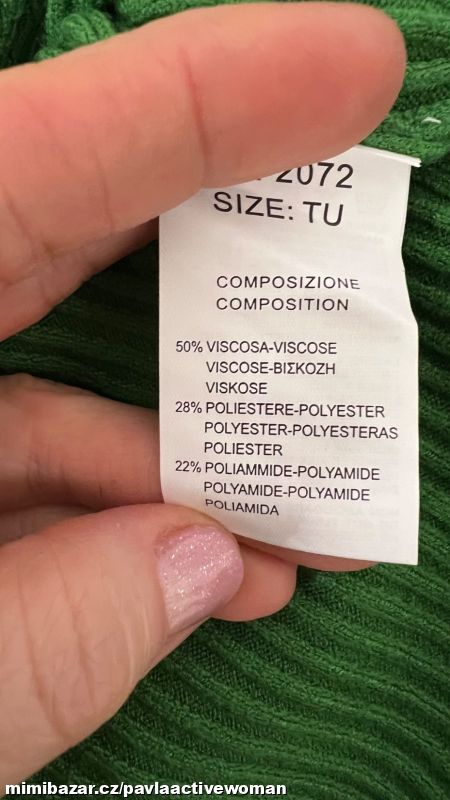 2072
SIZE: TU
COMPOSIZIONE
COMPOSITION
50% VISCOSA-VISCOSE
VISCOSE-ΒΙΣΚΟΖΗ
VISKOSE
28% POLIESTERE-POLYESTER
POLYESTER-POLYESTERAS
POLIESTER
22% POLIAMMIDE-POLYAMIDE
POLYAMIDE-POLYAMIDE
POLIAMIDA
mimibazar.cz/pavlaactivewoman